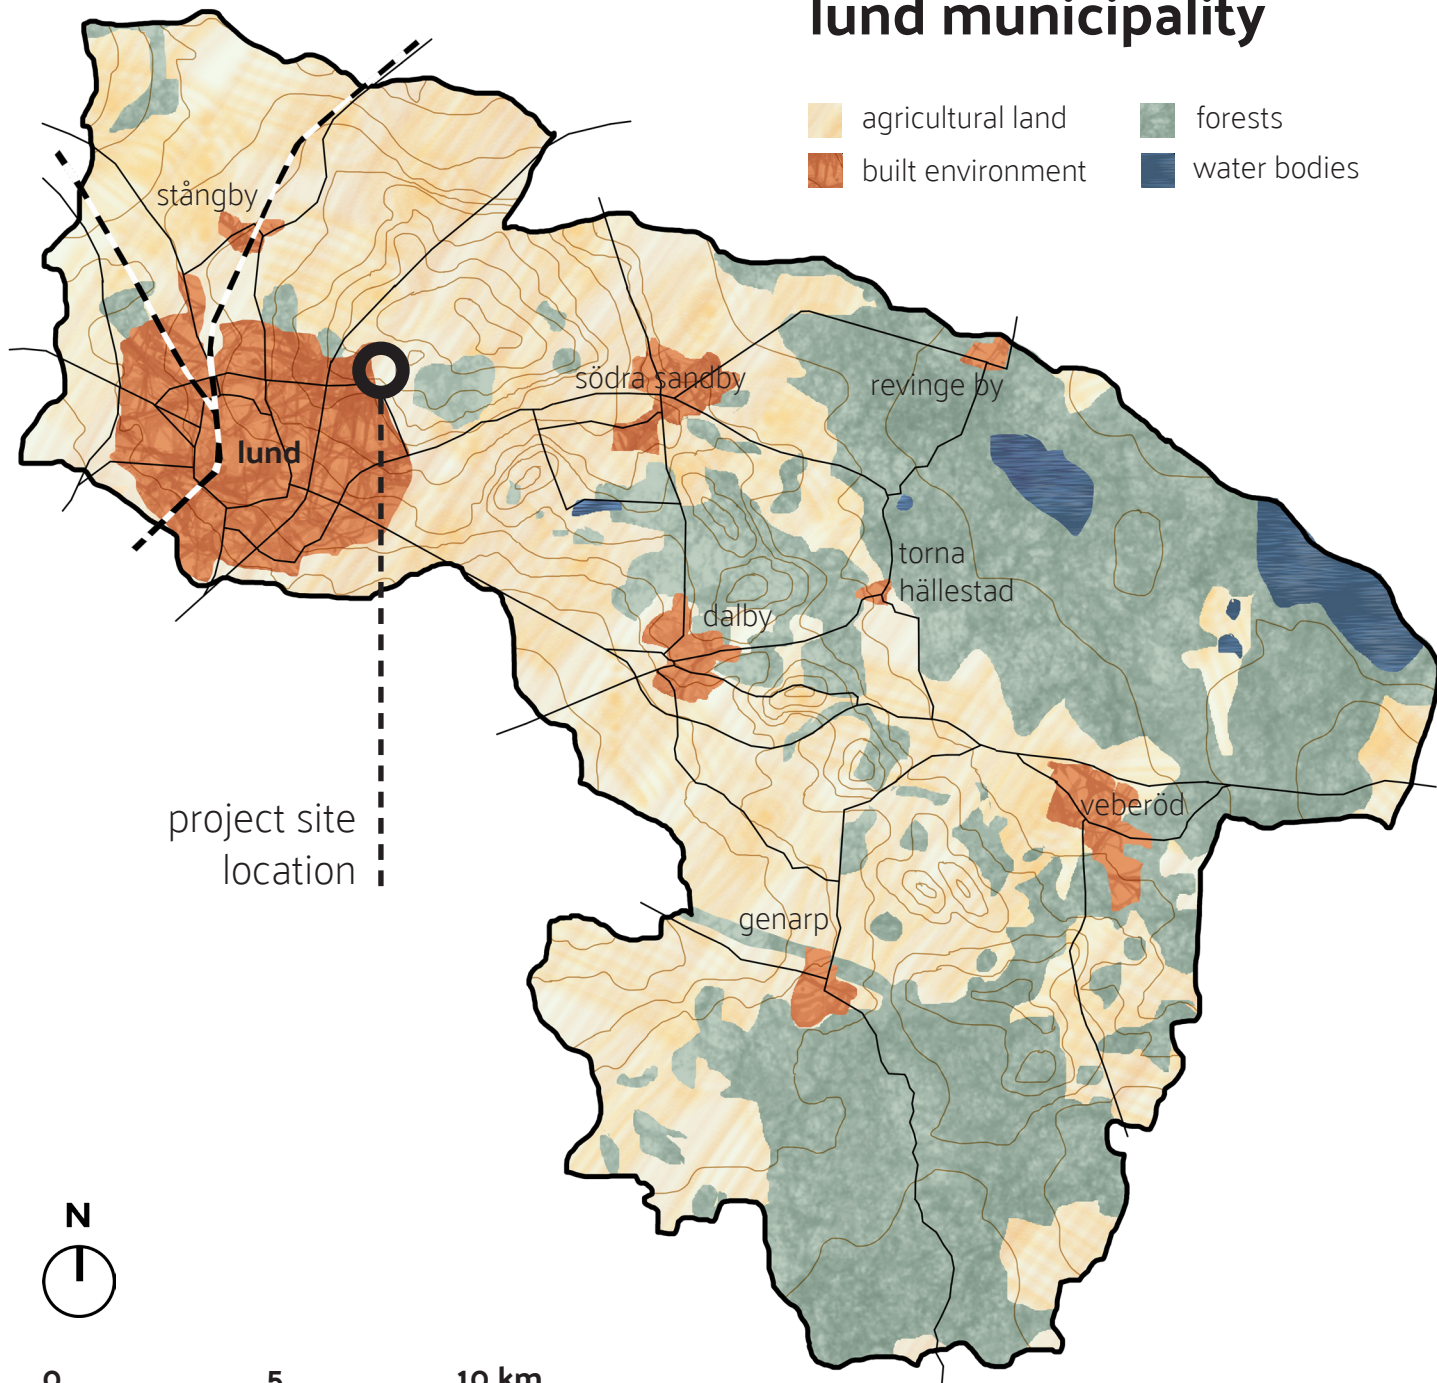 lund municipality
agricultural land
forests
built environment
water bodies
stångby
södra sandby
revinge by
lund
torna
hällestad
dalby
project site
location
veberöd
genarp
N
0 5 10 km